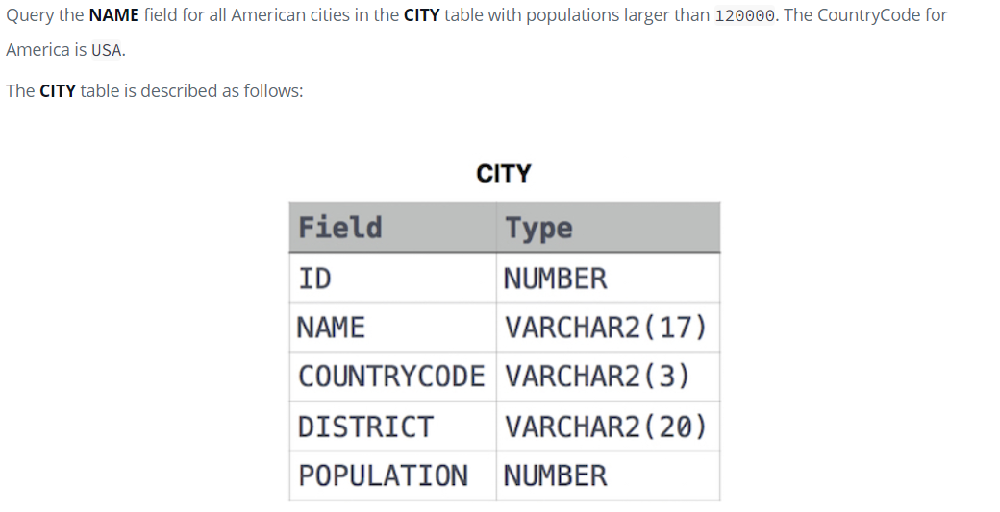 Query the NAME field for all American cities in the CITY table with populations larger than 120000. The CountryCode for
America is USA.
The CITY table is described as follows:
CITY
Field Type
ID NUMBER
NAME VARCHAR2(17)
COUNTRYCODE VARCHAR2(3)
DISTRICT VARCHAR2(20)
POPULATION NUMBER